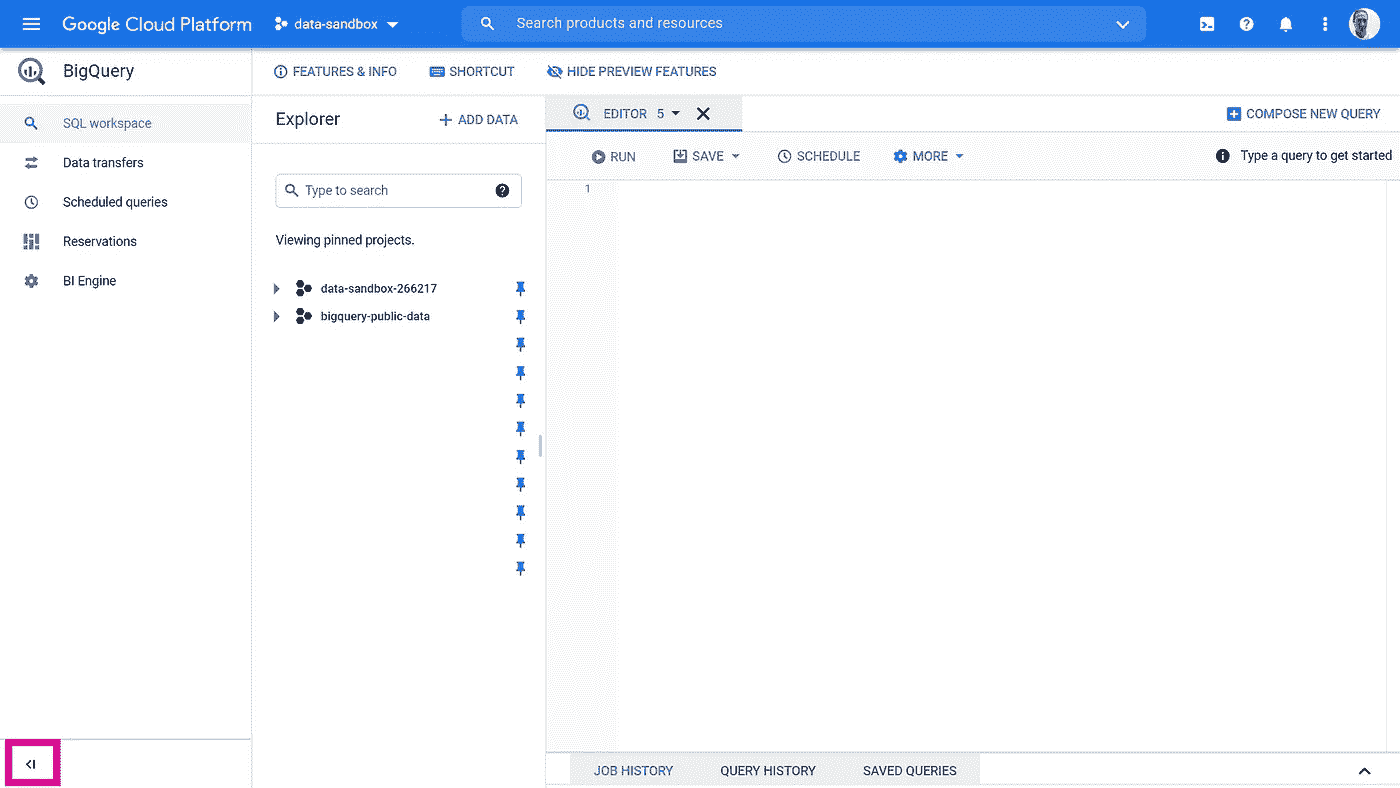 Google Cloud Platform
data-sandbox
Search products and resources
BigQuery
FEATURES & INFO
SHORTCUT
HIDE PREVIEW FEATURES
SQL workspace
Data transfers
Scheduled queries
Reservations
BI Engine
Explorer
ADD DATA
Type to search
Viewing pinned projects.
data-sandbox-266217
bigquery-public-data
EDITOR 5
COMPOSE NEW QUERY
RUN
SAVE
SCHEDULE
MORE
Type a query to get started
1
JOB HISTORY
QUERY HISTORY
SAVED QUERIES